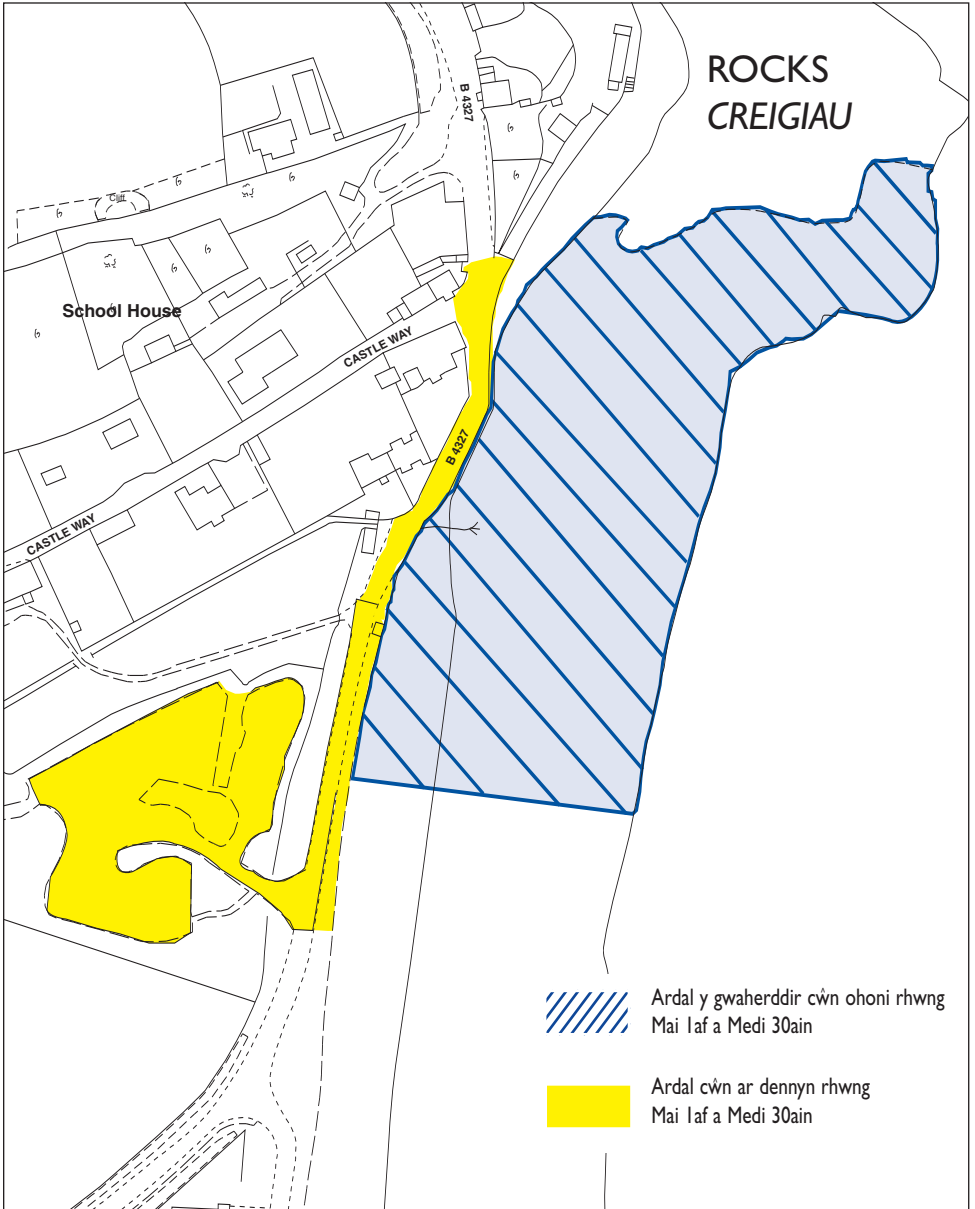 ROCKS
CREIGIAU
B 4327
Cliff
School House
CASTLE WAY
B 4327
CASTLE WAY
Ardal y gwaherddir cŵn ohoni rhwng
Mai 1af a Medi 30ain
Ardal cŵn ar dennyn rhwng
Mai 1af a Medi 30ain